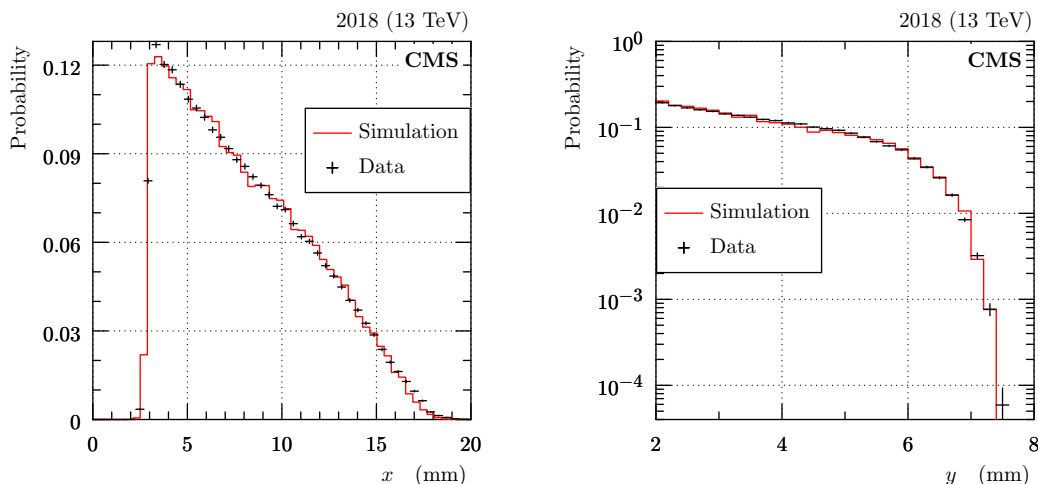 2018 (13 TeV)
Probability
CMS
Simulation
Data
0.12
0.09
0.06
0.03
0
0 5 10 15 20
x (mm)
2018 (13 TeV)
Probability
CMS
Simulation
Data
10^0
10^−1
10^−2
10^−3
10^−4
2 4 6 8
y (mm)